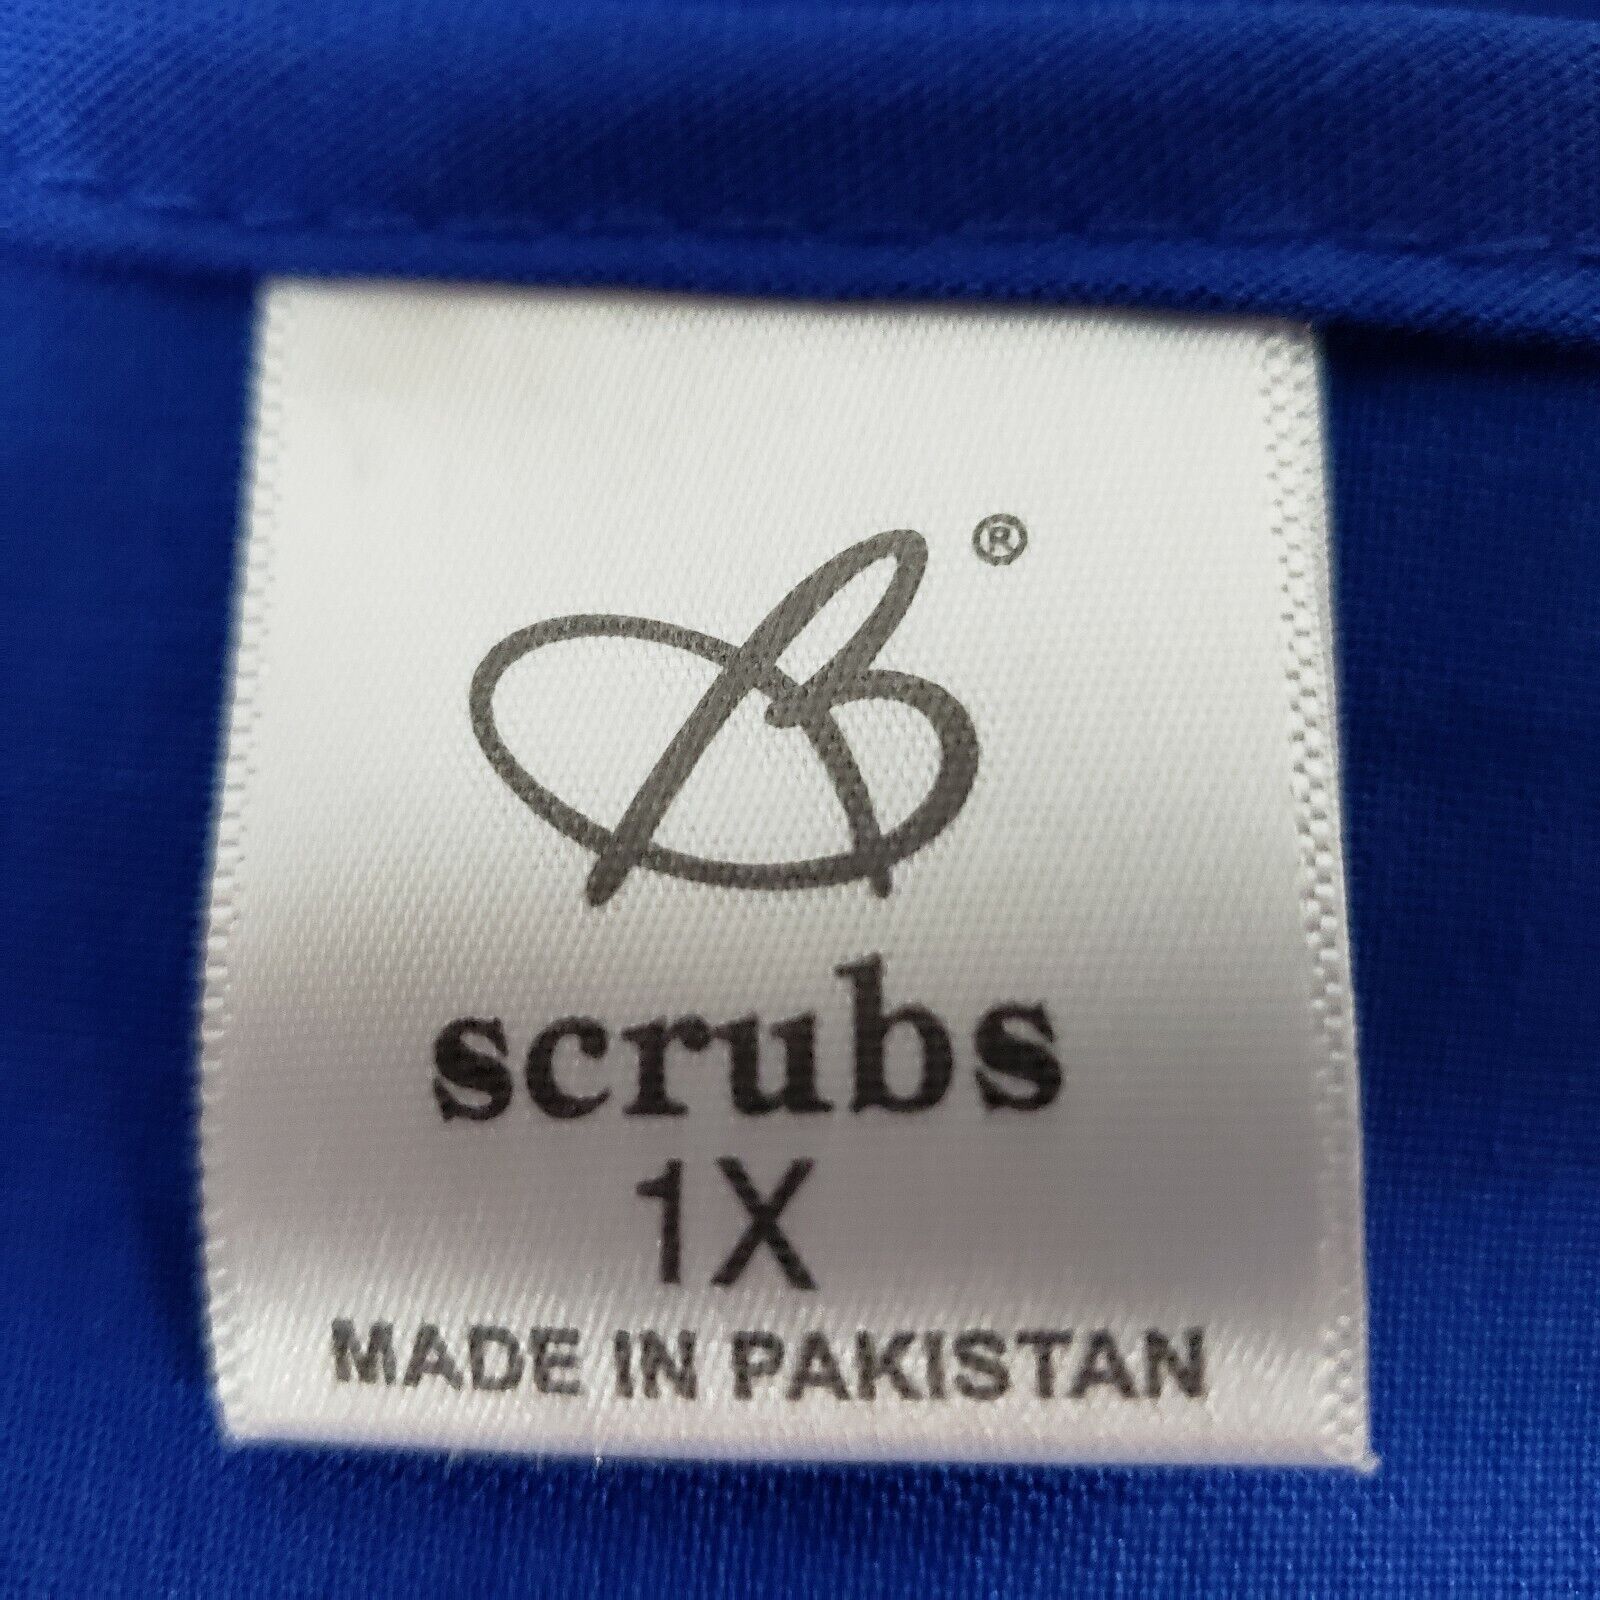 ®
scrubs
1X
MADE IN PAKISTAN